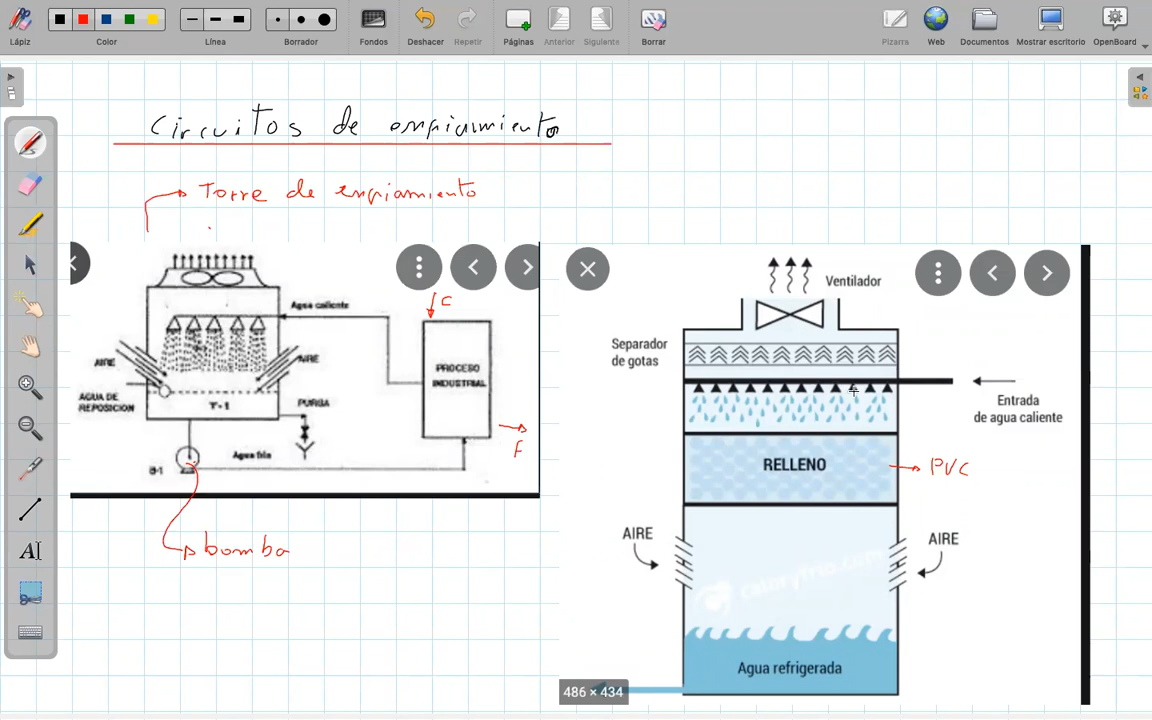 Lápiz
Color
Línea
Borrador
Fondos
Deshacer
Repetir
Páginas
Anterior
Siguiente
Borrar
Pizarra
Web
Documentos
Mostrar escritorio
OpenBoard
Circuitos de enfriamiento
Torre de enfriamiento
Agua caliente
C
AIRE
AIRE
PROCESO
INDUSTRIAL
AGUA DE
REPOSICION
T-1
PURGA
F
B-1
Agua fria
bomba
Ventilador
Separador
de gotas
Entrada
de agua caliente
RELLENO
PVC
AIRE
AIRE
Agua refrigerada
486 × 434